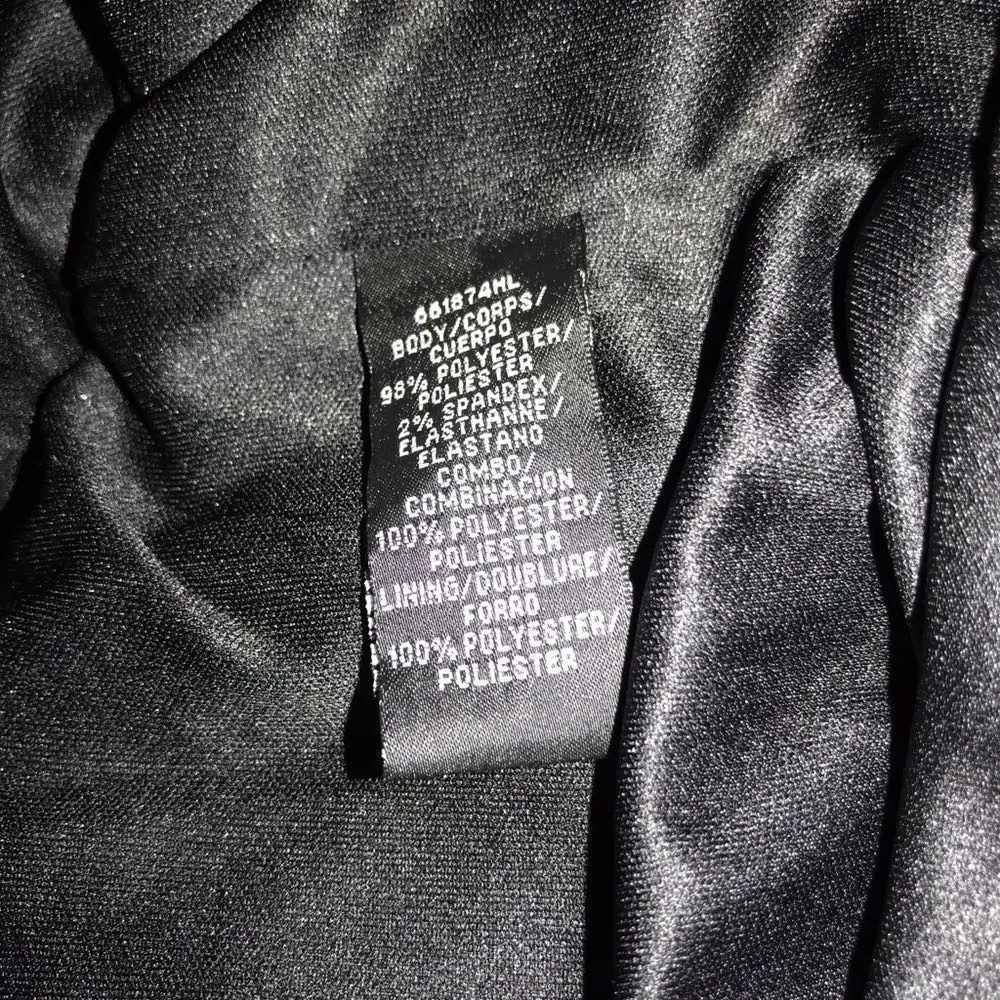 661874HL
BODY/CORPS/
CUERPO
98% POLYESTER/
POLIESTER
2% SPANDEX/
ELASTHANNE/
ELASTANO
COMBO/
COMBINACION
100% POLYESTER/
POLIESTER
LINING/DOUBLURE/
FORRO
100% POLYESTER/
POLIESTER